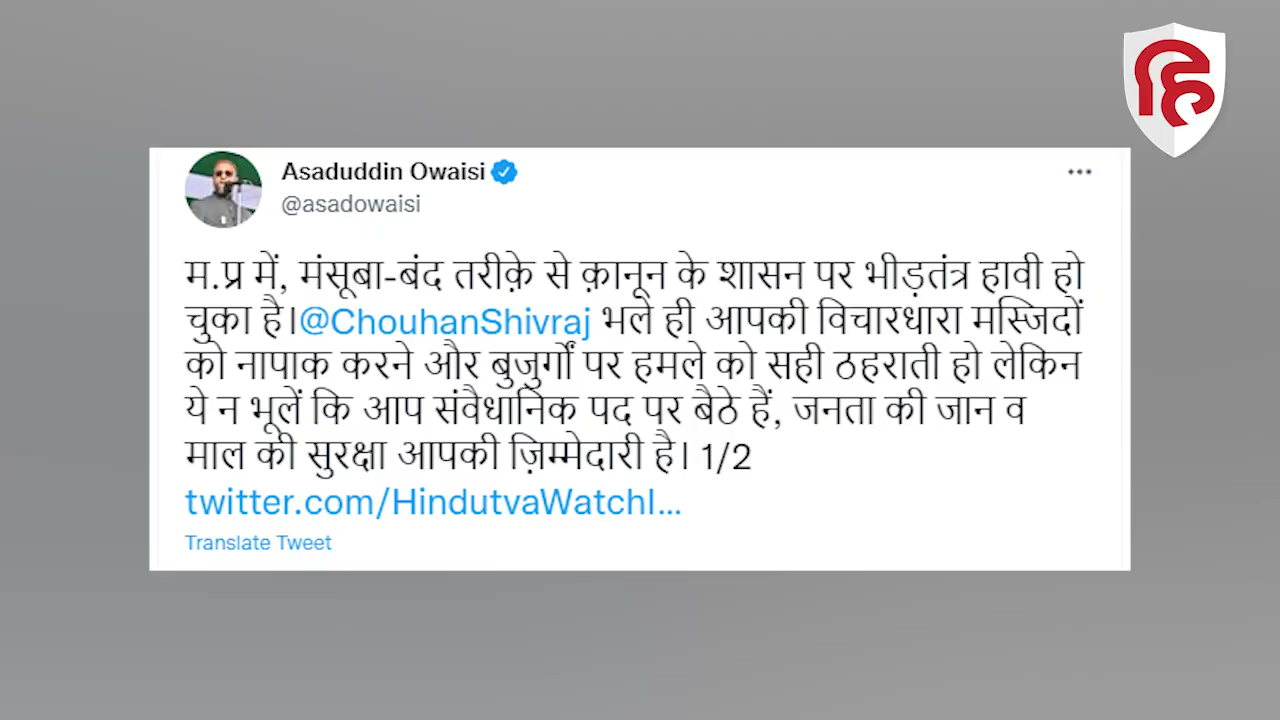 हि
Asaduddin Owaisi
@asadowaisi
म.प्र में, मंसूबा-बंद तरीक़े से क़ानून के शासन पर भीड़तंत्र हावी हो
चुका है।@ChouhanShivraj भले ही आपकी विचारधारा मस्जिदों
को नापाक करने और बुजुर्गों पर हमले को सही ठहराती हो लेकिन
ये न भूलें कि आप संवैधानिक पद पर बैठे हैं, जनता की जान व
माल की सुरक्षा आपकी ज़िम्मेदारी है। 1/2
twitter.com/HindutvaWatchI...
Translate Tweet